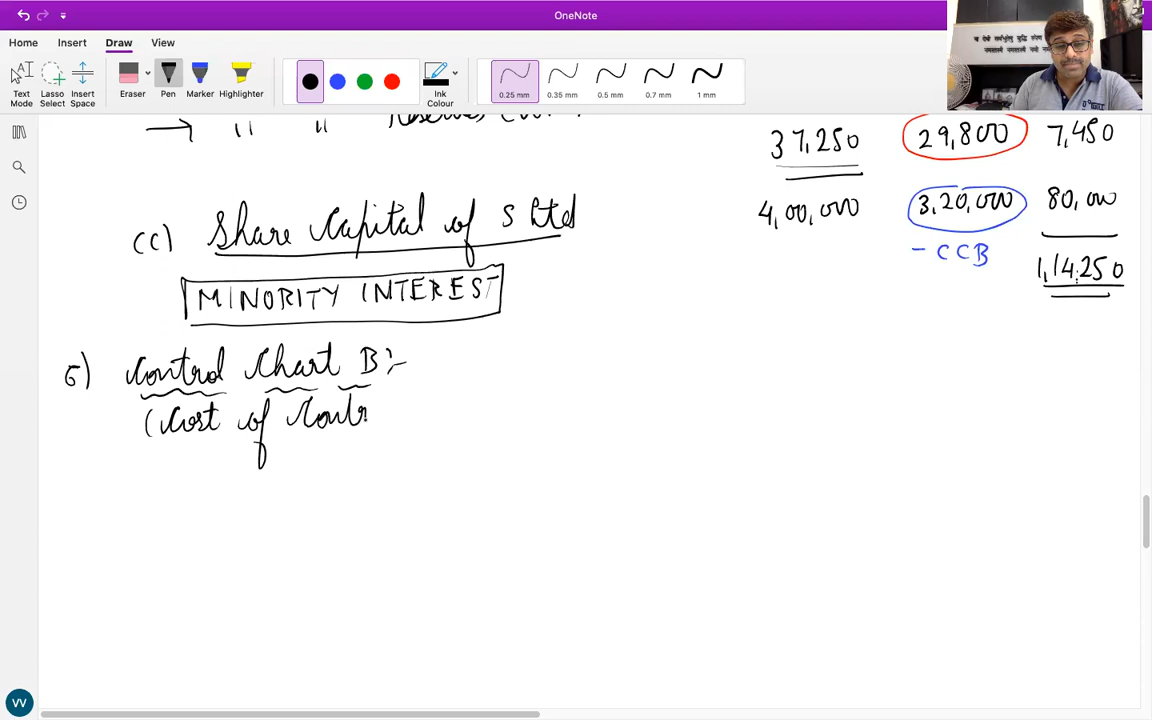 OneNote
Home Insert Draw View
Text Mode Lasso Select Insert Space Eraser Pen Marker Highlighter Ink Colour 0.25 mm 0.35 mm 0.5 mm 0.7 mm 1 mm
→ " " Reserves
37,250 29,800 7,450
(CC) Share Capital of S Ltd 4,00,000 3,20,000 80,000
- CCB 1,14,250
MINORITY INTEREST
5) Control Chart B:-
(Cost of Contr
VV